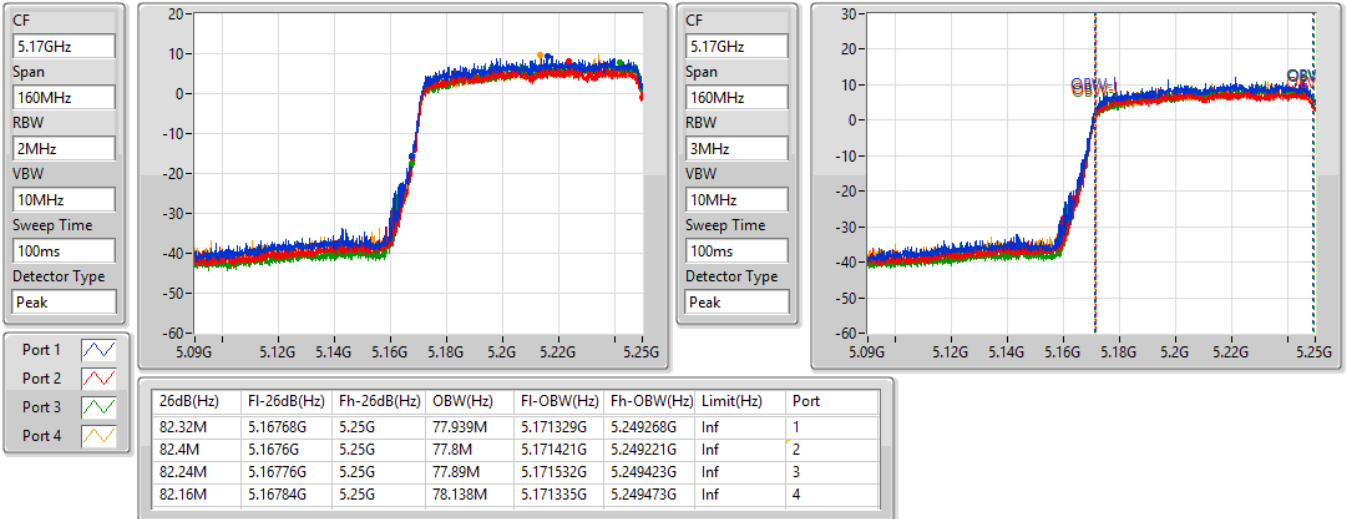 CF
5.17GHz
Span
160MHz
RBW
2MHz
VBW
10MHz
Sweep Time
100ms
Detector Type
Peak
20
10
0
-10
-20
-30
-40
-50
-60
5.09G 5.12G 5.14G 5.16G 5.18G 5.2G 5.22G 5.25G
CF
5.17GHz
Span
160MHz
RBW
3MHz
VBW
10MHz
Sweep Time
100ms
Detector Type
Peak
30
20
10
0
-10
-20
-30
-40
-50
-60
OBW-l
OBW
5.09G 5.12G 5.14G 5.16G 5.18G 5.2G 5.22G 5.25G
Port 1
Port 2
Port 3
Port 4
26dB(Hz) Fl-26dB(Hz) Fh-26dB(Hz) OBW(Hz) Fl-OBW(Hz) Fh-OBW(Hz) Limit(Hz) Port
82.32M 5.16768G 5.25G 77.939M 5.171329G 5.249268G Inf 1
82.4M 5.1676G 5.25G 77.8M 5.171421G 5.249221G Inf 2
82.24M 5.16776G 5.25G 77.89M 5.171532G 5.249423G Inf 3
82.16M 5.16784G 5.25G 78.138M 5.171335G 5.249473G Inf 4